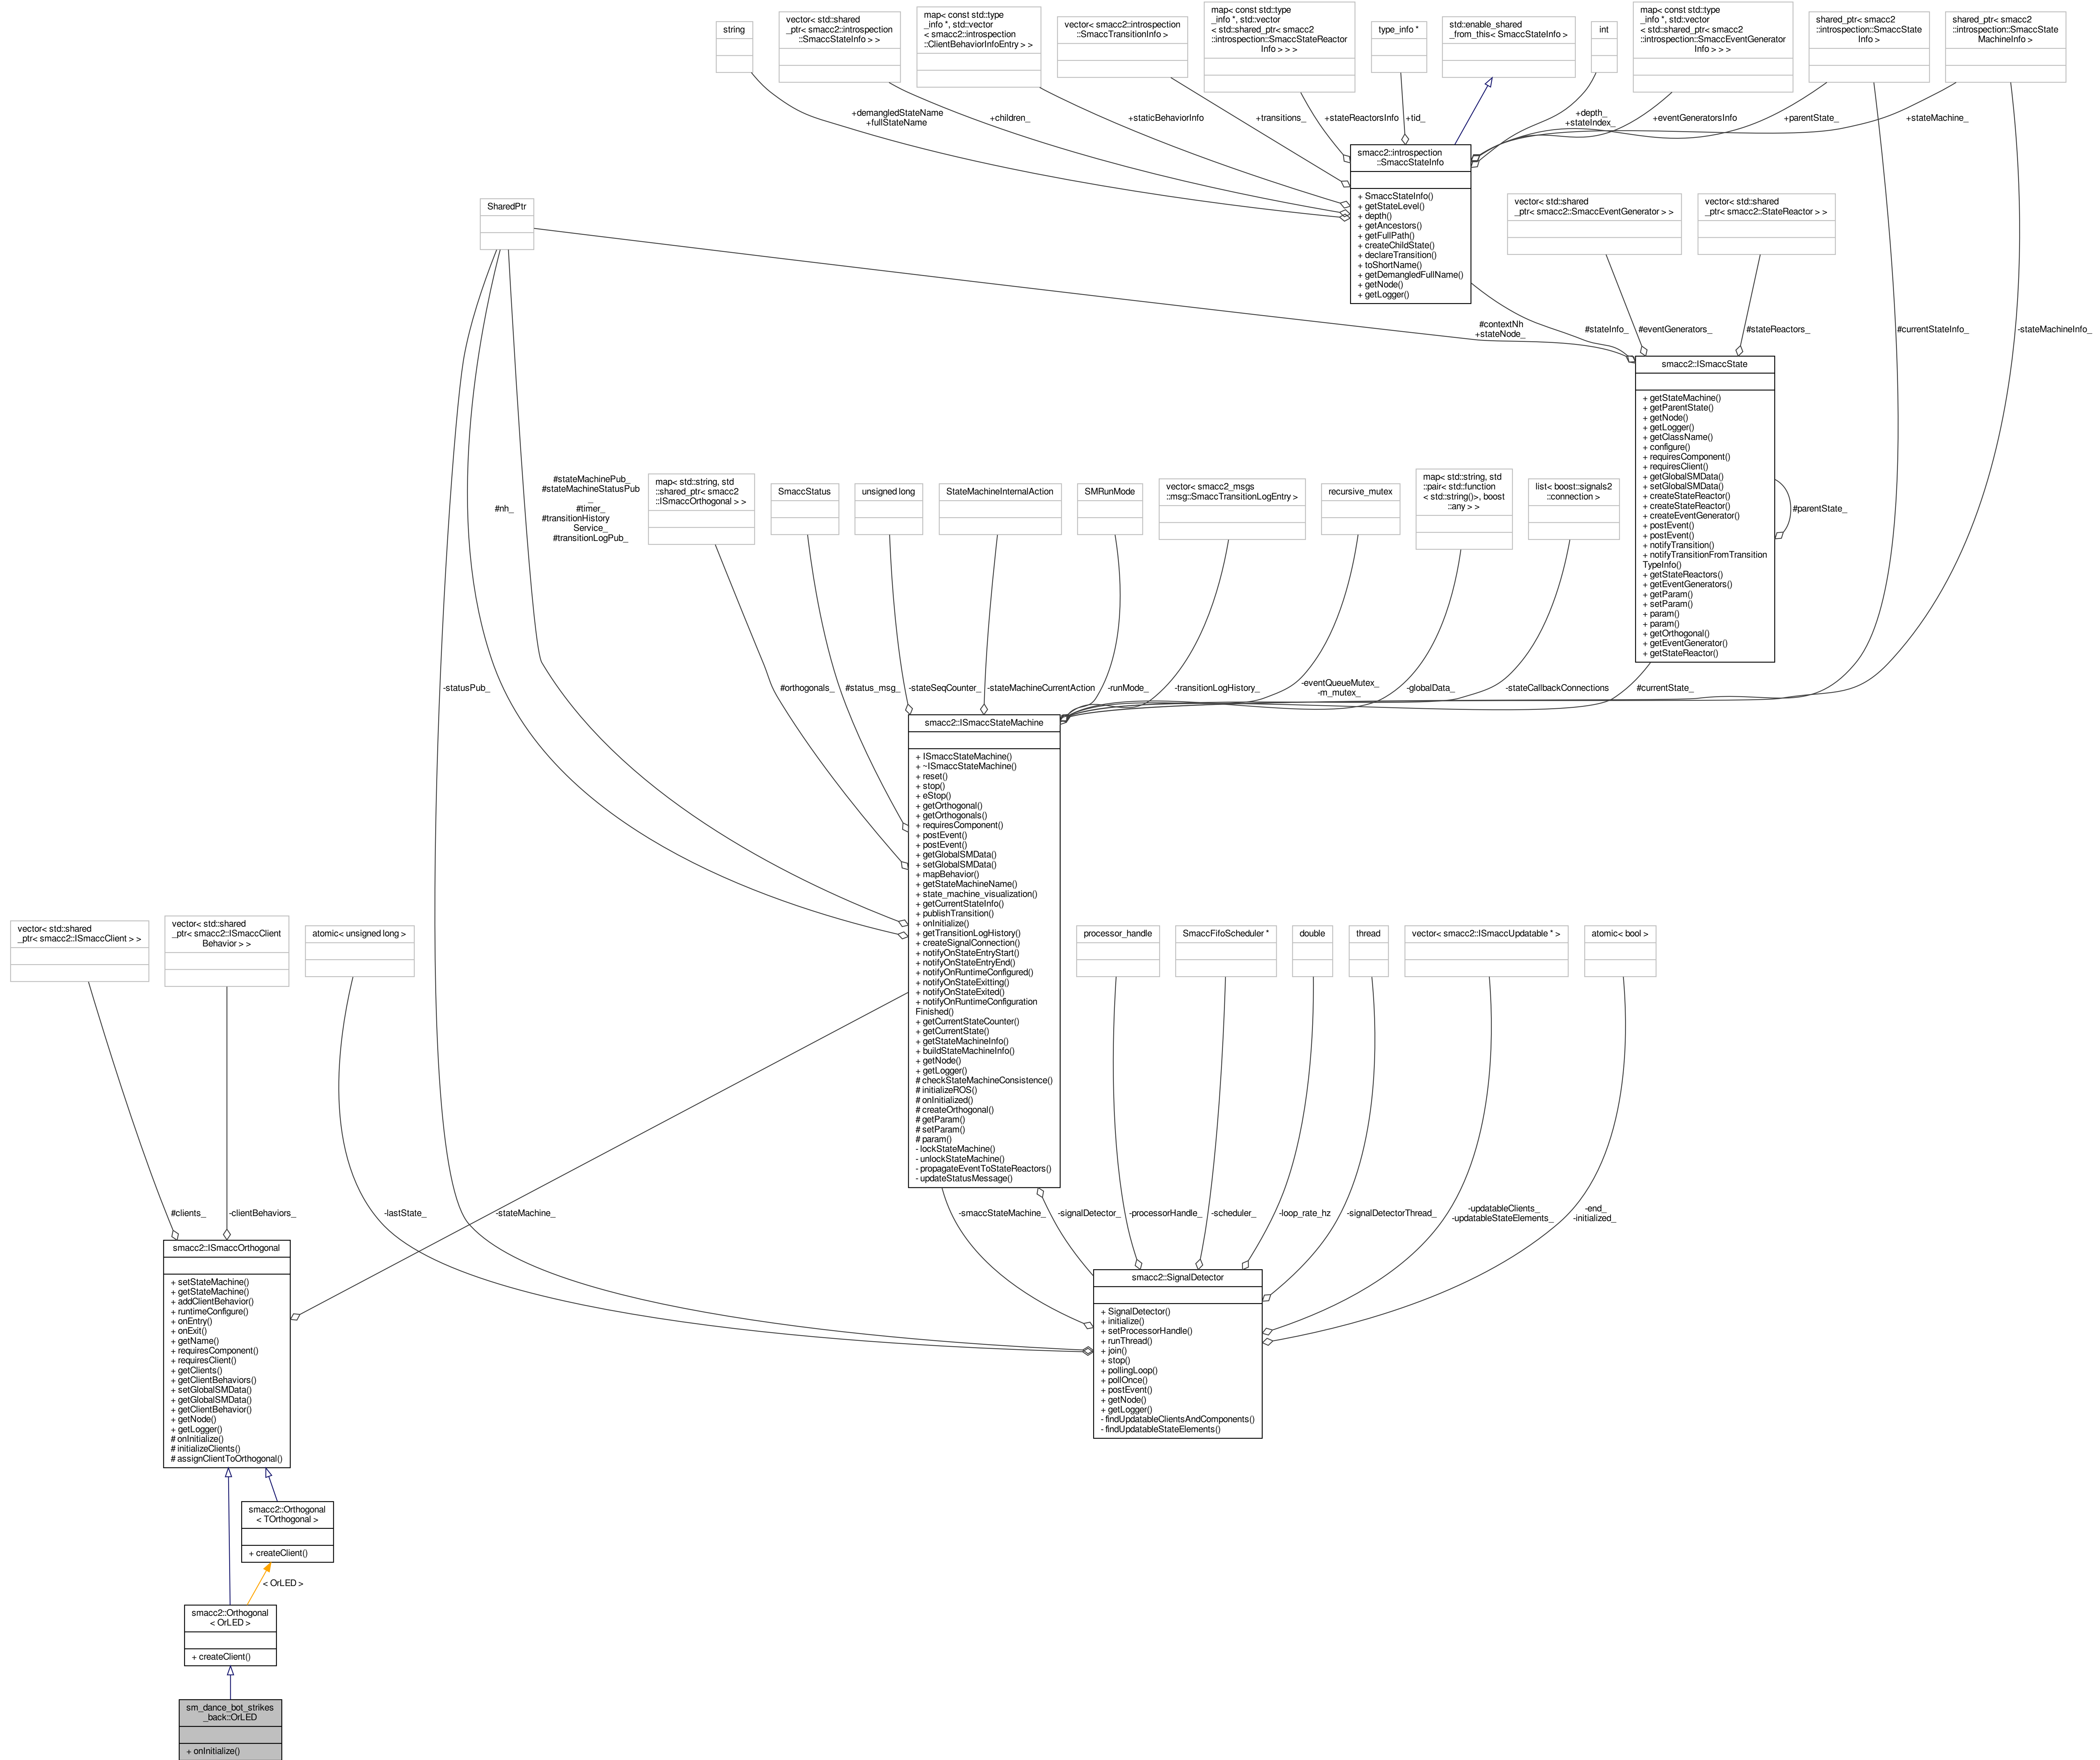 string
vector< std::shared
_ptr< smacc2::introspection
::SmaccStateInfo > >
map< const std::type
_info *, std::vector
< smacc2::introspection
::ClientBehaviorInfoEntry > >
vector< smacc2::introspection
::SmaccTransitionInfo >
map< const std::type
_info *, std::vector
< std::shared_ptr< smacc2
::introspection::SmaccStateReactor
Info > > >
type_info *
std::enable_shared
_from_this< SmaccStateInfo >
int
map< const std::type
_info *, std::vector
< std::shared_ptr< smacc2
::introspection::SmaccEventGenerator
Info > > >
shared_ptr< smacc2
::introspection::SmaccState
Info >
shared_ptr< smacc2
::introspection::SmaccState
MachineInfo >
+demangledStateName
+fullStateName
+children_
+staticBehaviorInfo
+transitions_
+stateReactorsInfo
+tid_
+depth_
+stateIndex_
+eventGeneratorsInfo
+parentState_
+stateMachine_
smacc2::introspection
::SmaccStateInfo
+ SmaccStateInfo()
+ getStateLevel()
+ depth()
+ getAncestors()
+ getFullPath()
+ createChildState()
+ declareTransition()
+ toShortName()
+ getDemangledFullName()
+ getNode()
+ getLogger()
SharedPtr
vector< std::shared
_ptr< smacc2::SmaccEventGenerator > >
vector< std::shared
_ptr< smacc2::StateReactor > >
#contextNh
+stateNode_
#stateInfo_
#eventGenerators_
#stateReactors_
#currentStateInfo_
-stateMachineInfo_
smacc2::ISmaccState
+ getStateMachine()
+ getParentState()
+ getNode()
+ getLogger()
+ getClassName()
+ configure()
+ requiresComponent()
+ requiresClient()
+ getGlobalSMData()
+ setGlobalSMData()
+ createStateReactor()
+ createStateReactor()
+ createEventGenerator()
+ postEvent()
+ postEvent()
+ notifyTransition()
+ notifyTransitionFromTransition
TypeInfo()
+ getStateReactors()
+ getEventGenerators()
+ getParam()
+ setParam()
+ param()
+ param()
+ getOrthogonal()
+ getEventGenerator()
+ getStateReactor()
#parentState_
#nh_
#stateMachinePub_
#stateMachineStatusPub
_
#timer_
#transitionHistory
Service_
#transitionLogPub_
map< std::string, std
::shared_ptr< smacc2
::ISmaccOrthogonal > >
SmaccStatus
unsigned long
StateMachineInternalAction
SMRunMode
vector< smacc2_msgs
::msg::SmaccTransitionLogEntry >
recursive_mutex
map< std::string, std
::pair< std::function
< std::string()>, boost
::any > >
list< boost::signals2
::connection >
-statusPub_
#orthogonals_
#status_msg_
-stateSeqCounter_
-stateMachineCurrentAction
-runMode_
-transitionLogHistory_
-eventQueueMutex_
-m_mutex_
-globalData_
-stateCallbackConnections
#currentState_
smacc2::ISmaccStateMachine
+ ISmaccStateMachine()
+ ~ISmaccStateMachine()
+ reset()
+ stop()
+ eStop()
+ getOrthogonal()
+ getOrthogonals()
+ requiresComponent()
+ postEvent()
+ postEvent()
+ getGlobalSMData()
+ setGlobalSMData()
+ mapBehavior()
+ getStateMachineName()
+ state_machine_visualization()
+ getCurrentStateInfo()
+ publishTransition()
+ onInitialize()
+ getTransitionLogHistory()
+ createSignalConnection()
+ notifyOnStateEntryStart()
+ notifyOnStateEntryEnd()
+ notifyOnRuntimeConfigured()
+ notifyOnStateExitting()
+ notifyOnStateExited()
+ notifyOnRuntimeConfiguration
Finished()
+ getCurrentStateCounter()
+ getCurrentState()
+ getStateMachineInfo()
+ buildStateMachineInfo()
+ getNode()
+ getLogger()
# checkStateMachineConsistence()
# initializeROS()
# onInitialized()
# createOrthogonal()
# getParam()
# setParam()
# param()
- lockStateMachine()
- unlockStateMachine()
- propagateEventToStateReactors()
- updateStatusMessage()
vector< std::shared
_ptr< smacc2::ISmaccClient > >
vector< std::shared
_ptr< smacc2::ISmaccClient
Behavior > >
atomic< unsigned long >
processor_handle
SmaccFifoScheduler *
double
thread
vector< smacc2::ISmaccUpdatable * >
atomic< bool >
#clients_
-clientBehaviors_
-lastState_
-stateMachine_
-smaccStateMachine_
-signalDetector_
-processorHandle_
-scheduler_
-loop_rate_hz
-signalDetectorThread_
-updatableClients_
-updatableStateElements_
-end_
-initialized_
smacc2::ISmaccOrthogonal
+ setStateMachine()
+ getStateMachine()
+ addClientBehavior()
+ runtimeConfigure()
+ onEntry()
+ onExit()
+ getName()
+ requiresComponent()
+ requiresClient()
+ getClients()
+ getClientBehaviors()
+ setGlobalSMData()
+ getGlobalSMData()
+ getClientBehavior()
+ getNode()
+ getLogger()
# onInitialize()
# initializeClients()
# assignClientToOrthogonal()
smacc2::SignalDetector
+ SignalDetector()
+ initialize()
+ setProcessorHandle()
+ runThread()
+ join()
+ stop()
+ pollingLoop()
+ pollOnce()
+ postEvent()
+ getNode()
+ getLogger()
- findUpdatableClientsAndComponents()
- findUpdatableStateElements()
smacc2::Orthogonal
< TOrthogonal >
+ createClient()
< OrLED >
smacc2::Orthogonal
< OrLED >
+ createClient()
sm_dance_bot_strikes
_back::OrLED
+ onInitialize()